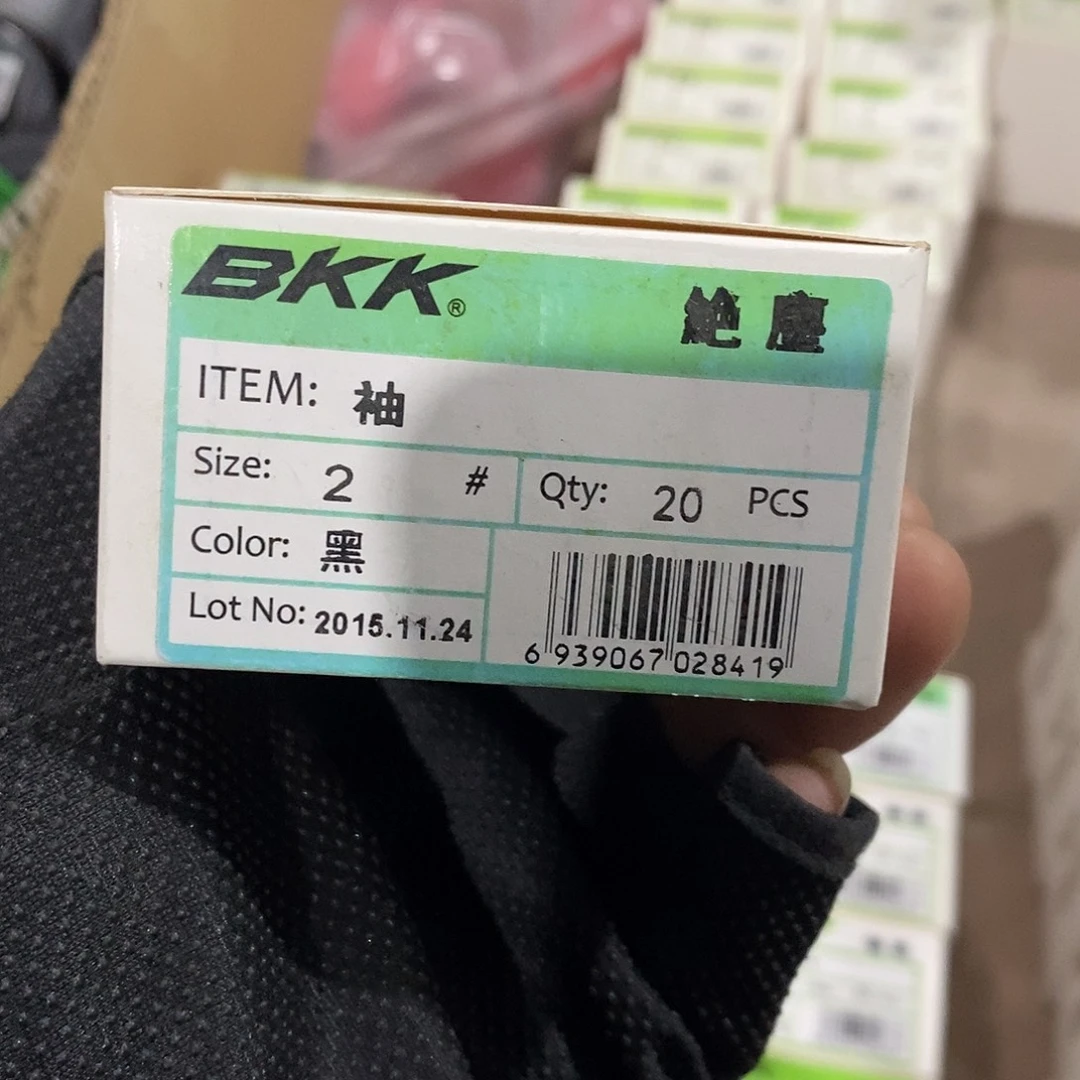 BKK® 絶塵
ITEM: 袖
Size: 2 #
Qty: 20 PCS
Color: 黑
Lot No: 2015.11.24
6 939067 028419